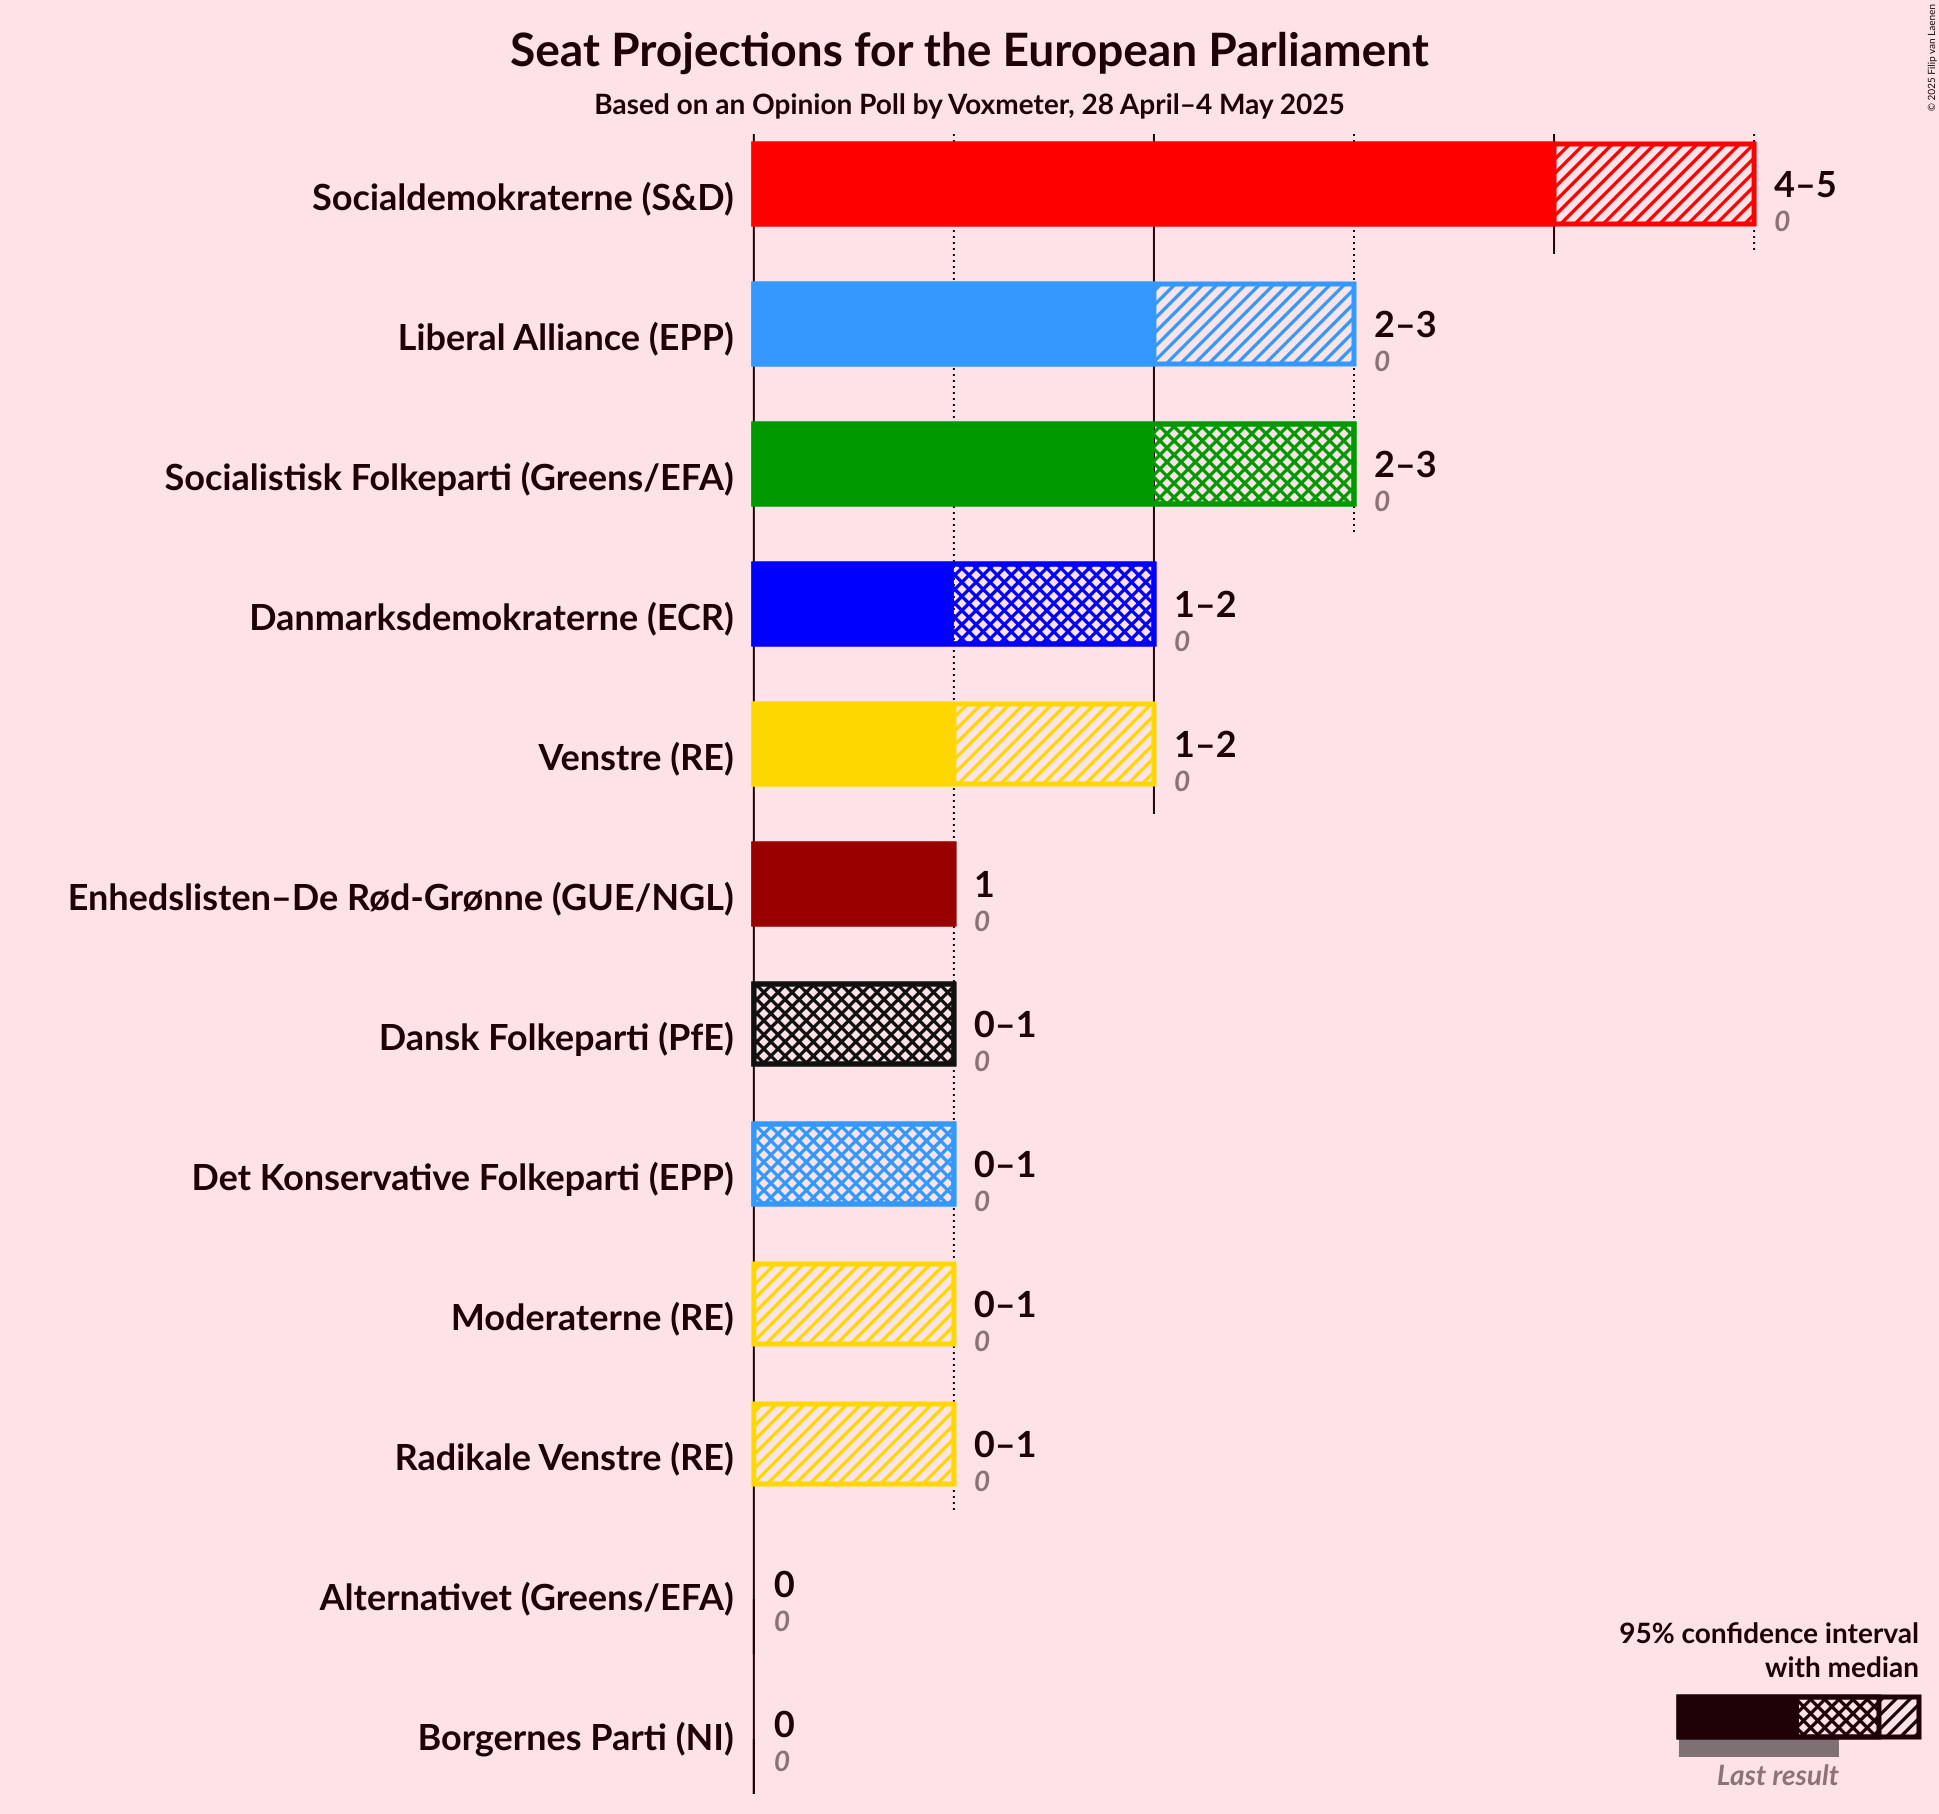 Seat Projections for the European Parliament
Based on an Opinion Poll by Voxmeter, 28 April–4 May 2025
© 2025 Filip van Laenen
Socialdemokraterne (S&D)
4–5
0
Liberal Alliance (EPP)
2–3
0
Socialistisk Folkeparti (Greens/EFA)
2–3
0
Danmarksdemokraterne (ECR)
1–2
0
Venstre (RE)
1–2
0
Enhedslisten–De Rød-Grønne (GUE/NGL)
1
0
Dansk Folkeparti (PfE)
0–1
0
Det Konservative Folkeparti (EPP)
0–1
0
Moderaterne (RE)
0–1
0
Radikale Venstre (RE)
0–1
0
Alternativet (Greens/EFA)
0
0
Borgernes Parti (NI)
0
0
95% confidence interval
with median
Last result